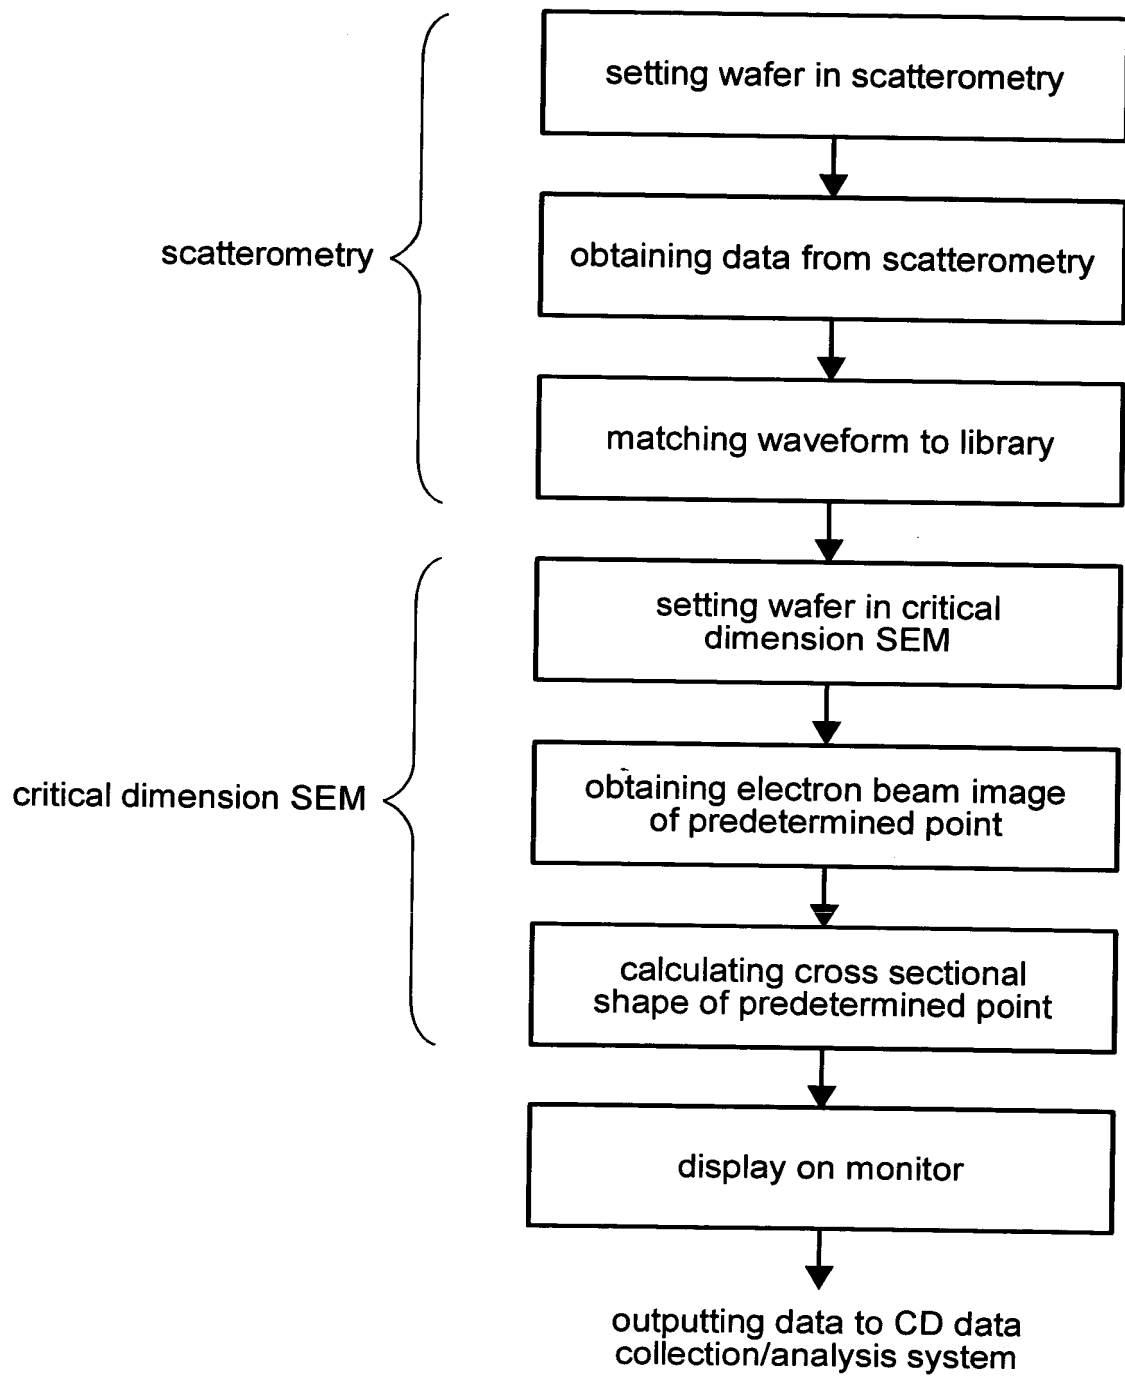 setting wafer in scatterometry
scatterometry
obtaining data from scatterometry
matching waveform to library
setting wafer in critical
dimension SEM
critical dimension SEM
obtaining electron beam image
of predetermined point
calculating cross sectional
shape of predetermined point
display on monitor
outputting data to CD data
collection/analysis system